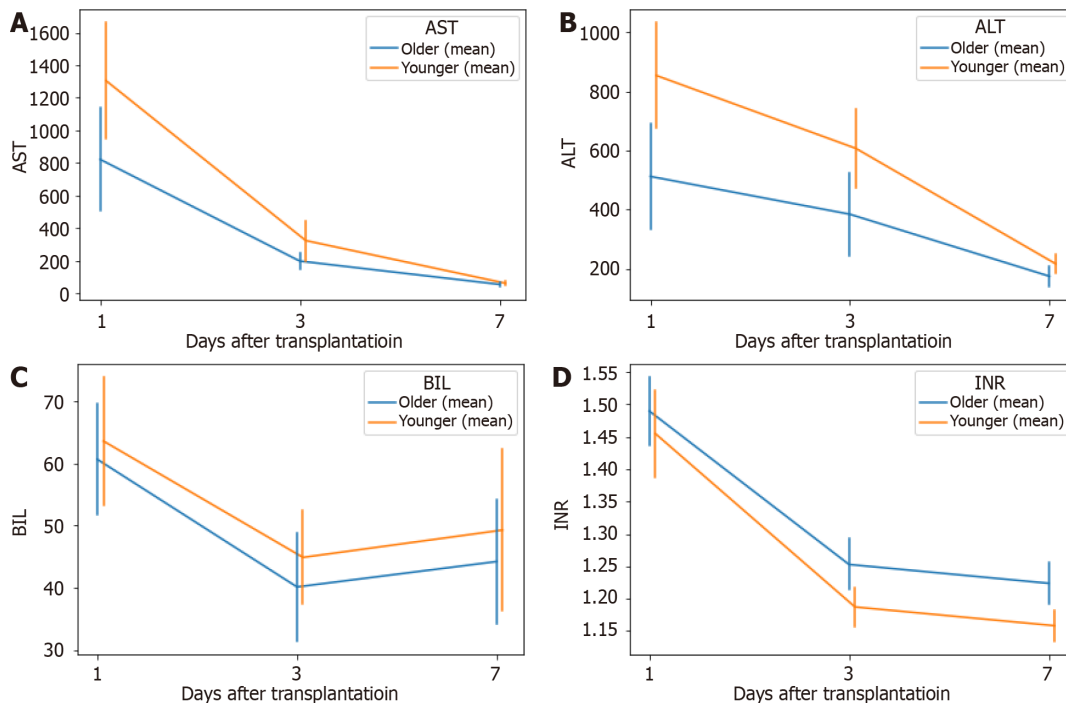 A
AST
Older (mean)
Younger (mean)
1600
1400
1200
1000
800
600
400
200
0
AST
1 3 7
Days after transplantatioin
B
ALT
Older (mean)
Younger (mean)
1000
800
600
400
200
ALT
1 3 7
Days after transplantatioin
C
BIL
Older (mean)
Younger (mean)
70
60
50
40
30
BIL
1 3 7
Days after transplantatioin
D
INR
Older (mean)
Younger (mean)
1.55
1.50
1.45
1.40
1.35
1.30
1.25
1.20
1.15
INR
1 3 7
Days after transplantatioin